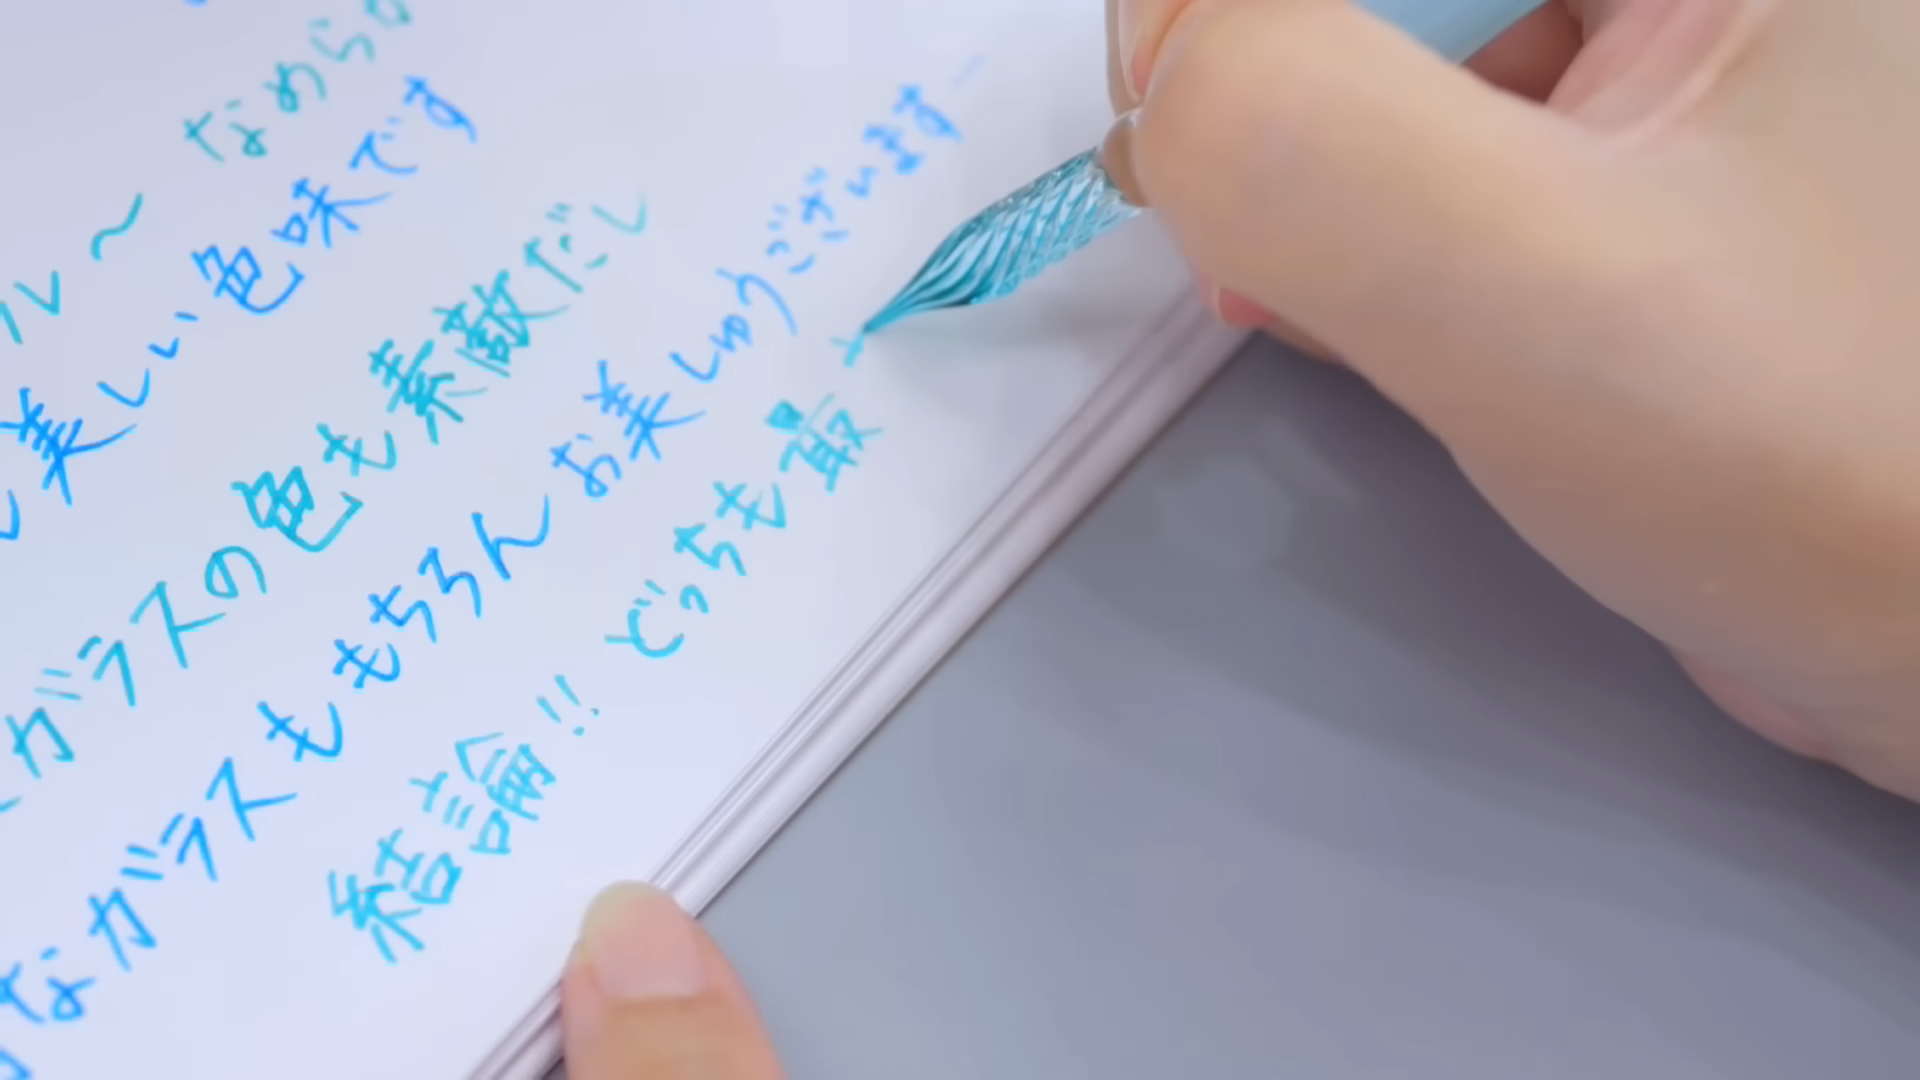 なめらか
ル～
美しい色味です
ガラスの色も素敵だし
なガラスももちろんお美しゅうございます…
結論!! どっちも最